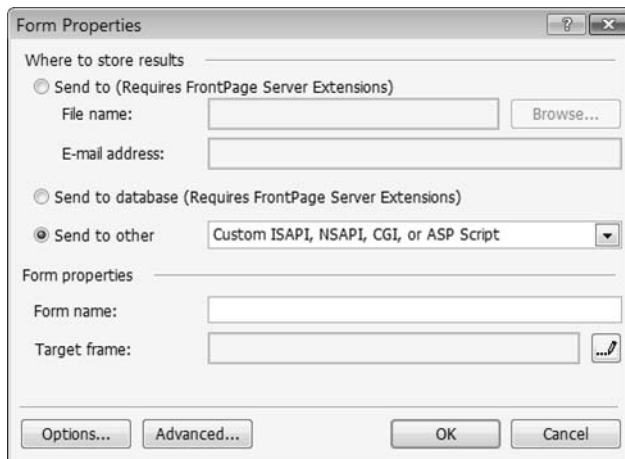 Form Properties
Where to store results
Send to (Requires FrontPage Server Extensions)
File name:
Browse...
E-mail address:
Send to database (Requires FrontPage Server Extensions)
Send to other
Custom ISAPI, NSAPI, CGI, or ASP Script
Form properties
Form name:
Target frame:
Options...
Advanced...
OK
Cancel